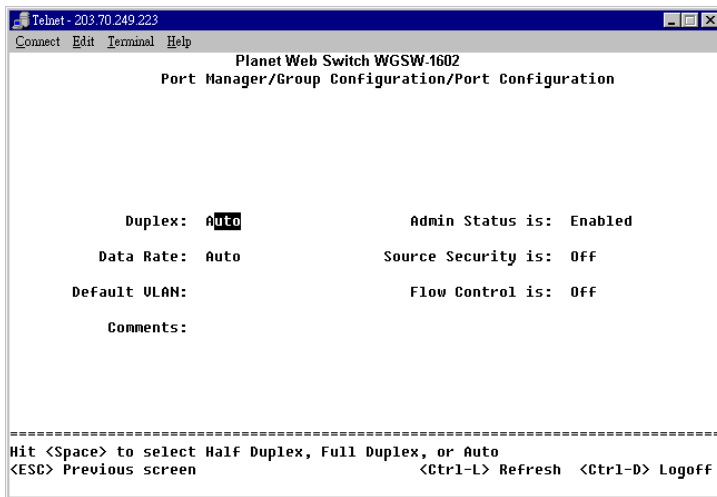 Telnet - 203.70.249.223
Connect Edit Terminal Help
Planet Web Switch WGSW-1602
Port Manager/Group Configuration/Port Configuration
Duplex: Auto Admin Status is: Enabled
Data Rate: Auto Source Security is: Off
Default VLAN: Flow Control is: Off
Comments:
================================================================================
Hit <Space> to select Half Duplex, Full Duplex, or Auto
<ESC> Previous screen <Ctrl-L> Refresh <Ctrl-D> Logoff